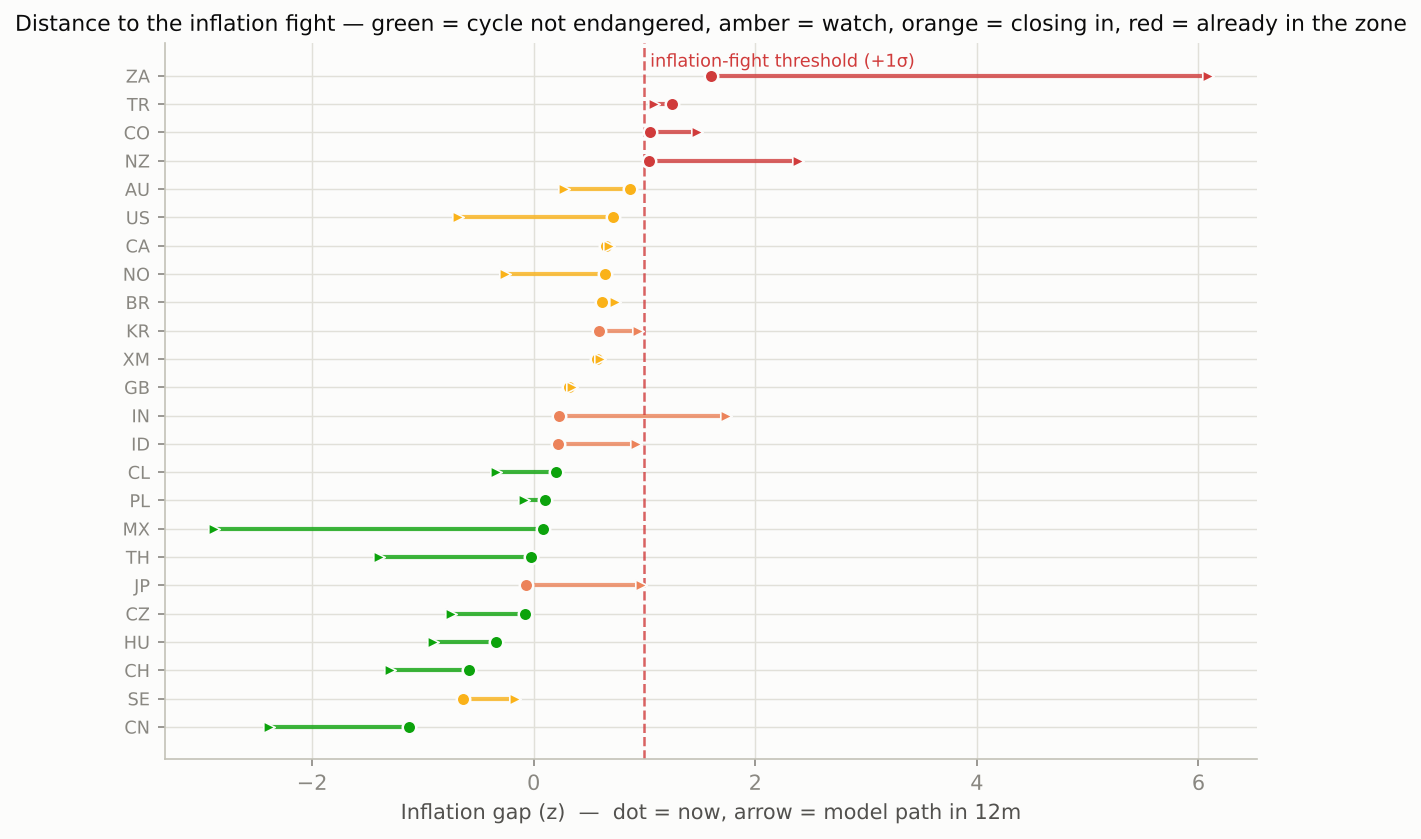 Distance to the inflation fight — green = cycle not endangered, amber = watch, orange = closing in, red = already in the zone
inflation-fight threshold (+1σ)
ZA
TR
CO
NZ
AU
US
CA
NO
BR
KR
XM
GB
IN
ID
CL
PL
MX
TH
JP
CZ
HU
CH
SE
CN
−2 0 2 4 6
Inflation gap (z) — dot = now, arrow = model path in 12m